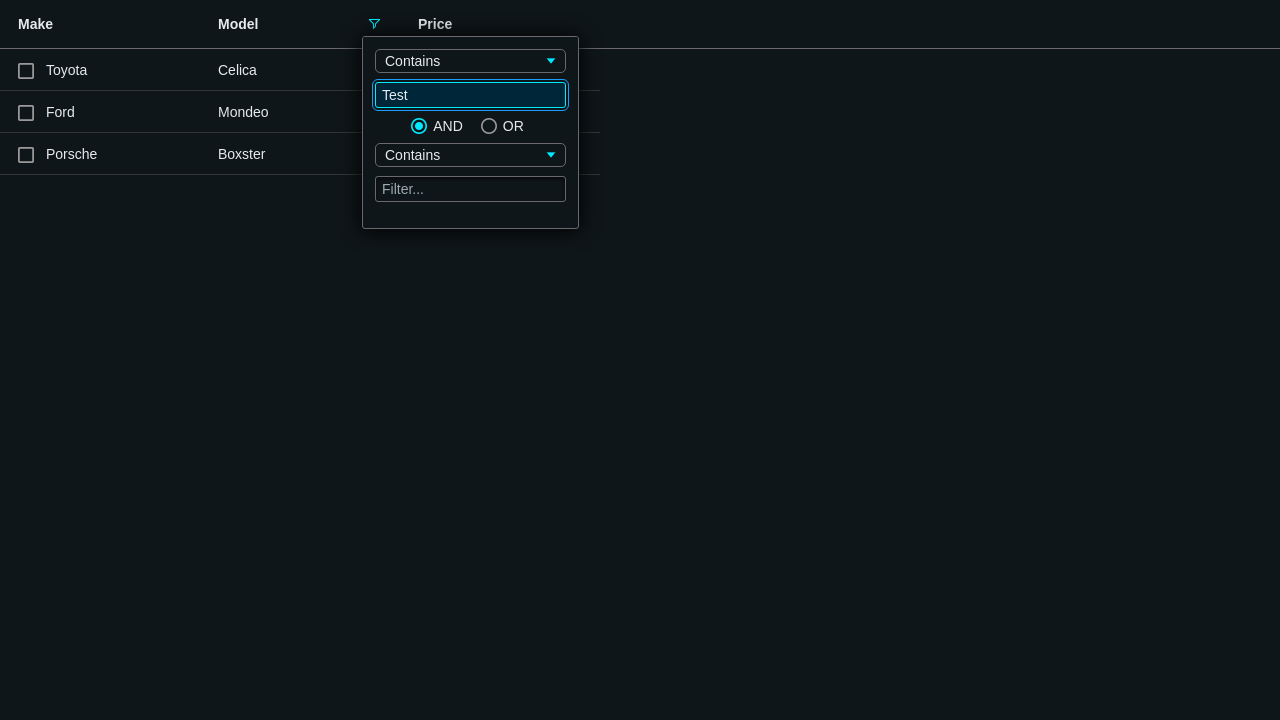 Make Model Price
Contains
Toyota Celica
Test
Ford Mondeo
AND OR
Porsche Boxster
Contains
Filter...